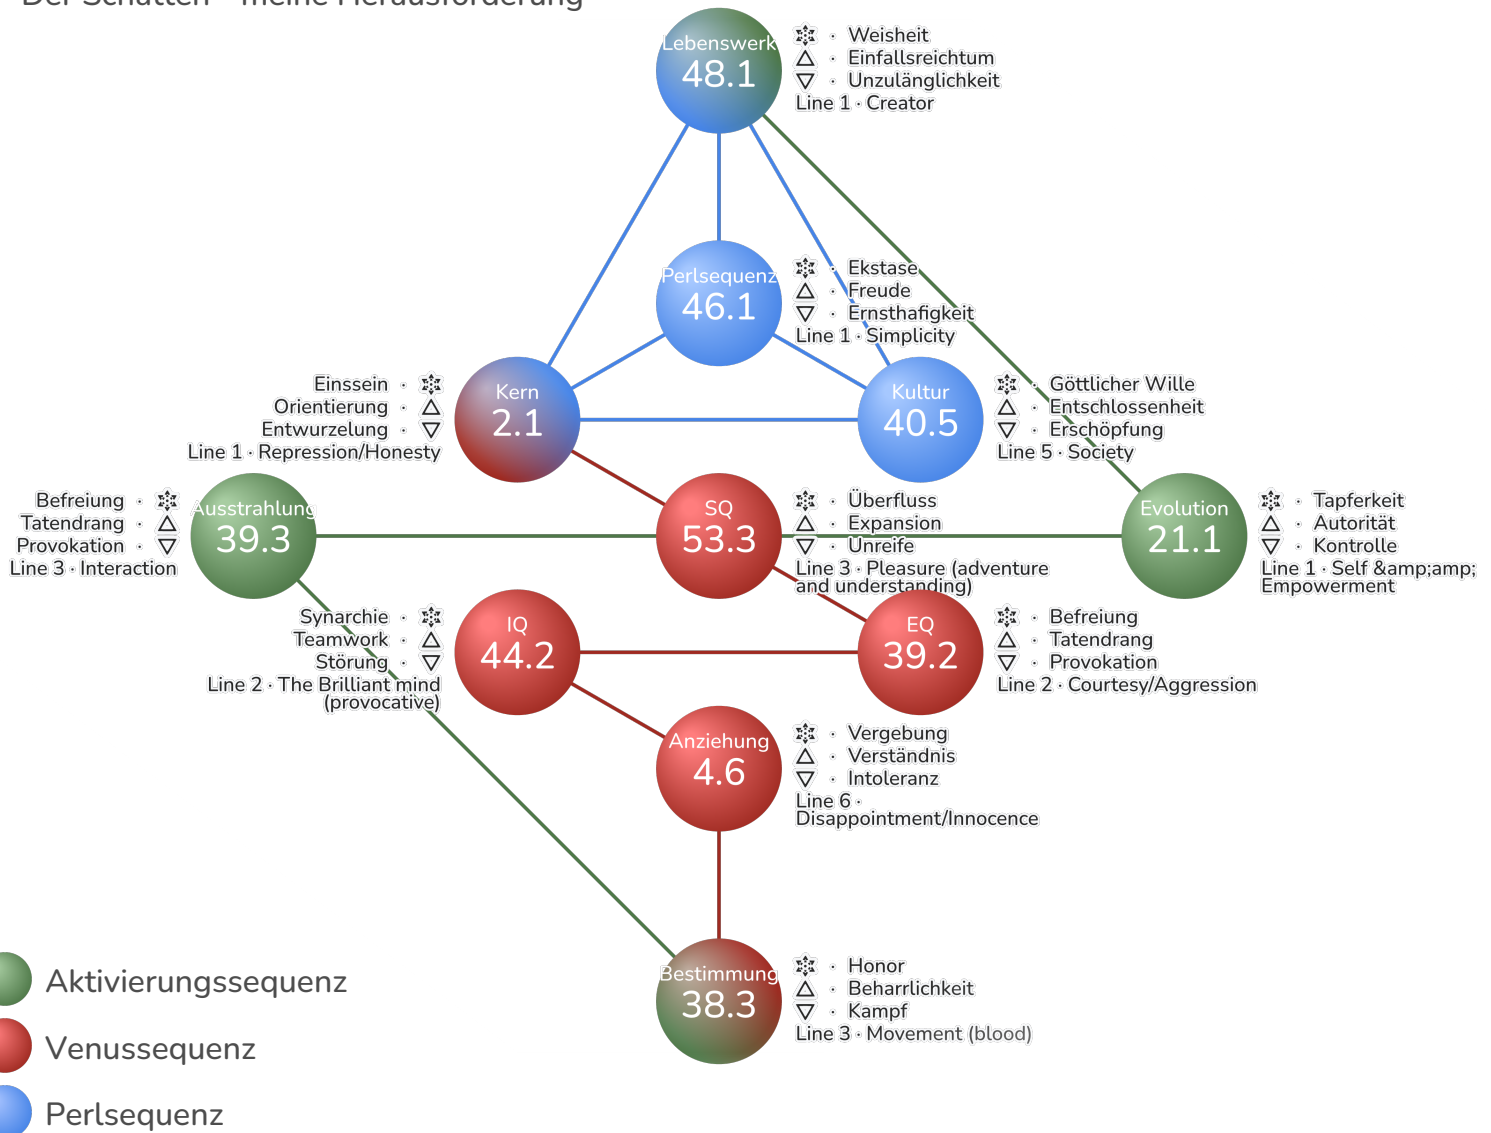 Der Schatten - meine Herausforderung
Lebenswerk
48.1
· Weisheit
· Einfallsreichtum
· Unzulänglichkeit
Line 1 · Creator
Perlsequenz
46.1
· Ekstase
· Freude
· Ernsthafigkeit
Line 1 · Simplicity
Einssein ·
Orientierung ·
Entwurzelung ·
Line 1 · Repression/Honesty
Kern
2.1
Kultur
40.5
· Göttlicher Wille
· Entschlossenheit
· Erschöpfung
Line 5 · Society
Befreiung ·
Tatendrang ·
Provokation ·
Line 3 · Interaction
Ausstrahlung
39.3
SQ
53.3
· Überfluss
· Expansion
· Unreife
Line 3 · Pleasure (adventure
and understanding)
Evolution
21.1
· Tapferkeit
· Autorität
· Kontrolle
Line 1 · Self &amp;amp;
Empowerment
Synarchie ·
Teamwork ·
Störung ·
Line 2 · The Brilliant mind
(provocative)
IQ
44.2
EQ
39.2
· Befreiung
· Tatendrang
· Provokation
Line 2 · Courtesy/Aggression
Anziehung
4.6
· Vergebung
· Verständnis
· Intoleranz
Line 6 ·
Disappointment/Innocence
Bestimmung
38.3
· Honor
· Beharrlichkeit
· Kampf
Line 3 · Movement (blood)
Aktivierungssequenz
Venussequenz
Perlsequenz